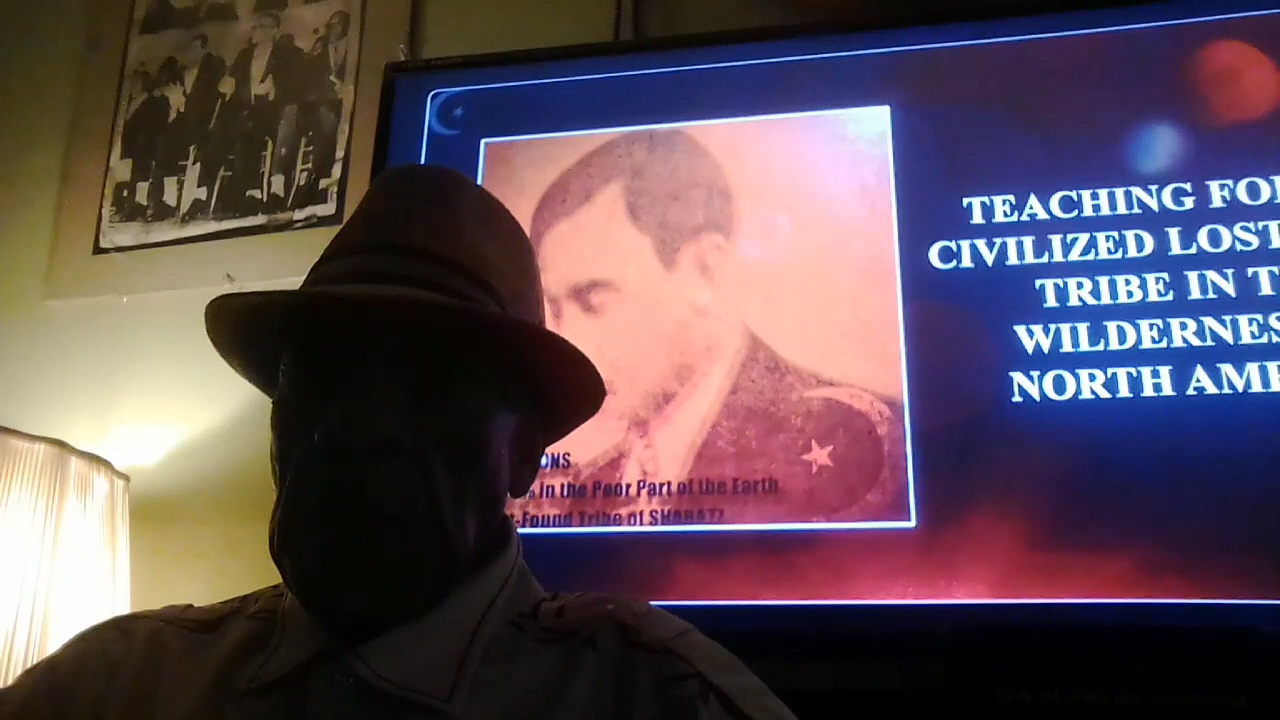 TEACHING FO
CIVILIZED LOST
TRIBE IN T
WILDERNES
NORTH AME
ONS
in the Poor Part of the Earth
-Found Tribe of SHABAZZ